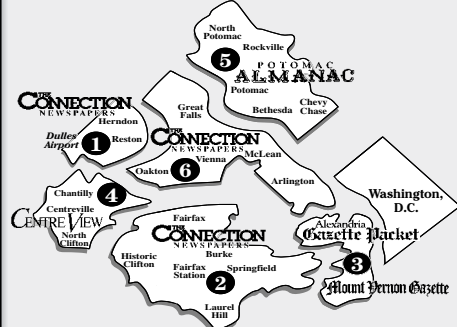 North
Potomac
Rockville
5
POTOMAC
ALMANAC
Potomac
Bethesda
Chevy
Chase
THE
CONNECTION
NEWSPAPERS
Herndon
Dulles
Airport
1
Reston
Great
Falls
THE
CONNECTION
NEWSPAPERS
Vienna
McLean
Oakton
6
Arlington
Chantilly
4
Centreville
CENTRE VIEW
North
Clifton
Washington,
D.C.
Fairfax
THE
CONNECTION
NEWSPAPERS
Burke
Historic
Clifton
Fairfax
Station
Springfield
2
Laurel
Hill
Alexandria
Gazette Packet
3
Mount Vernon Gazette